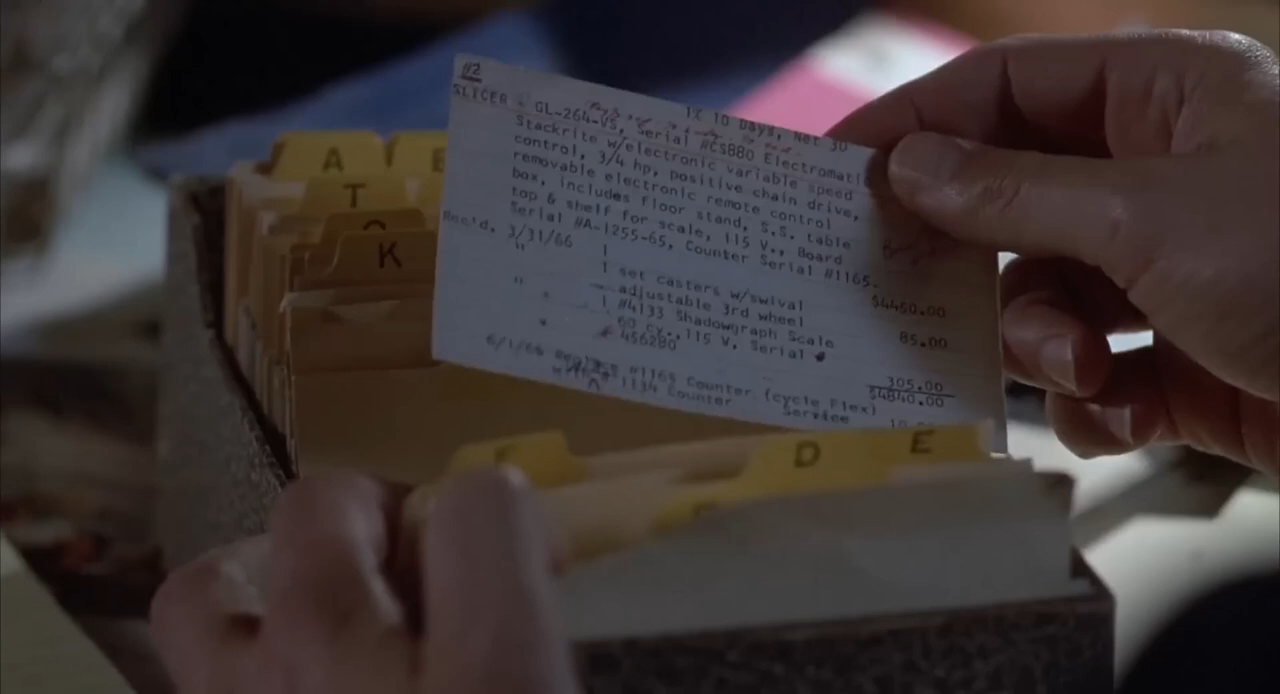 #2
1% 10 Days, Net 30
SLICER - GL-264-VS, Serial #CS880 Electromatic
Stackrite w/electronic variable speed
control, 3/4 hp, positive chain drive,
removable electronic remote control
box, includes floor stand, S.S. table
top & shelf for scale, 115 V., Board
Serial #A-1255-65, Counter Serial #1165.
Rec'd. 3/31/66 1 $4450.00
" 1 set casters w/swival
adjustable 3rd wheel 85.00
" 1 #4133 Shadowgraph Scale
60 cy., 115 V. Serial #
456280 305.00
$4840.00
6/1/66 #1165 Counter (cycle Flex)
1134 Counter Service
A
T
K
D
E